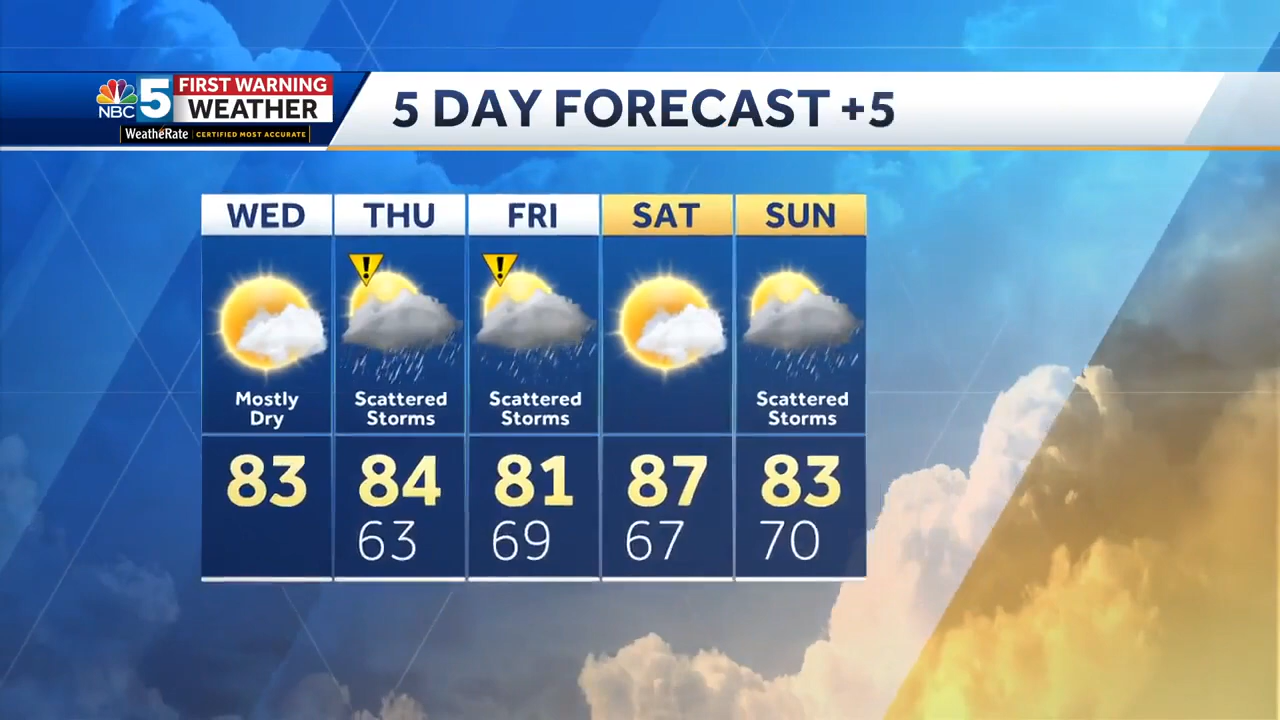 NBC 5 FIRST WARNING
WEATHER
WeatheRate CERTIFIED MOST ACCURATE
5 DAY FORECAST +5
WED THU FRI SAT SUN
! !
Mostly Scattered Scattered Scattered
Dry Storms Storms Storms
83 84 81 87 83
63 69 67 70